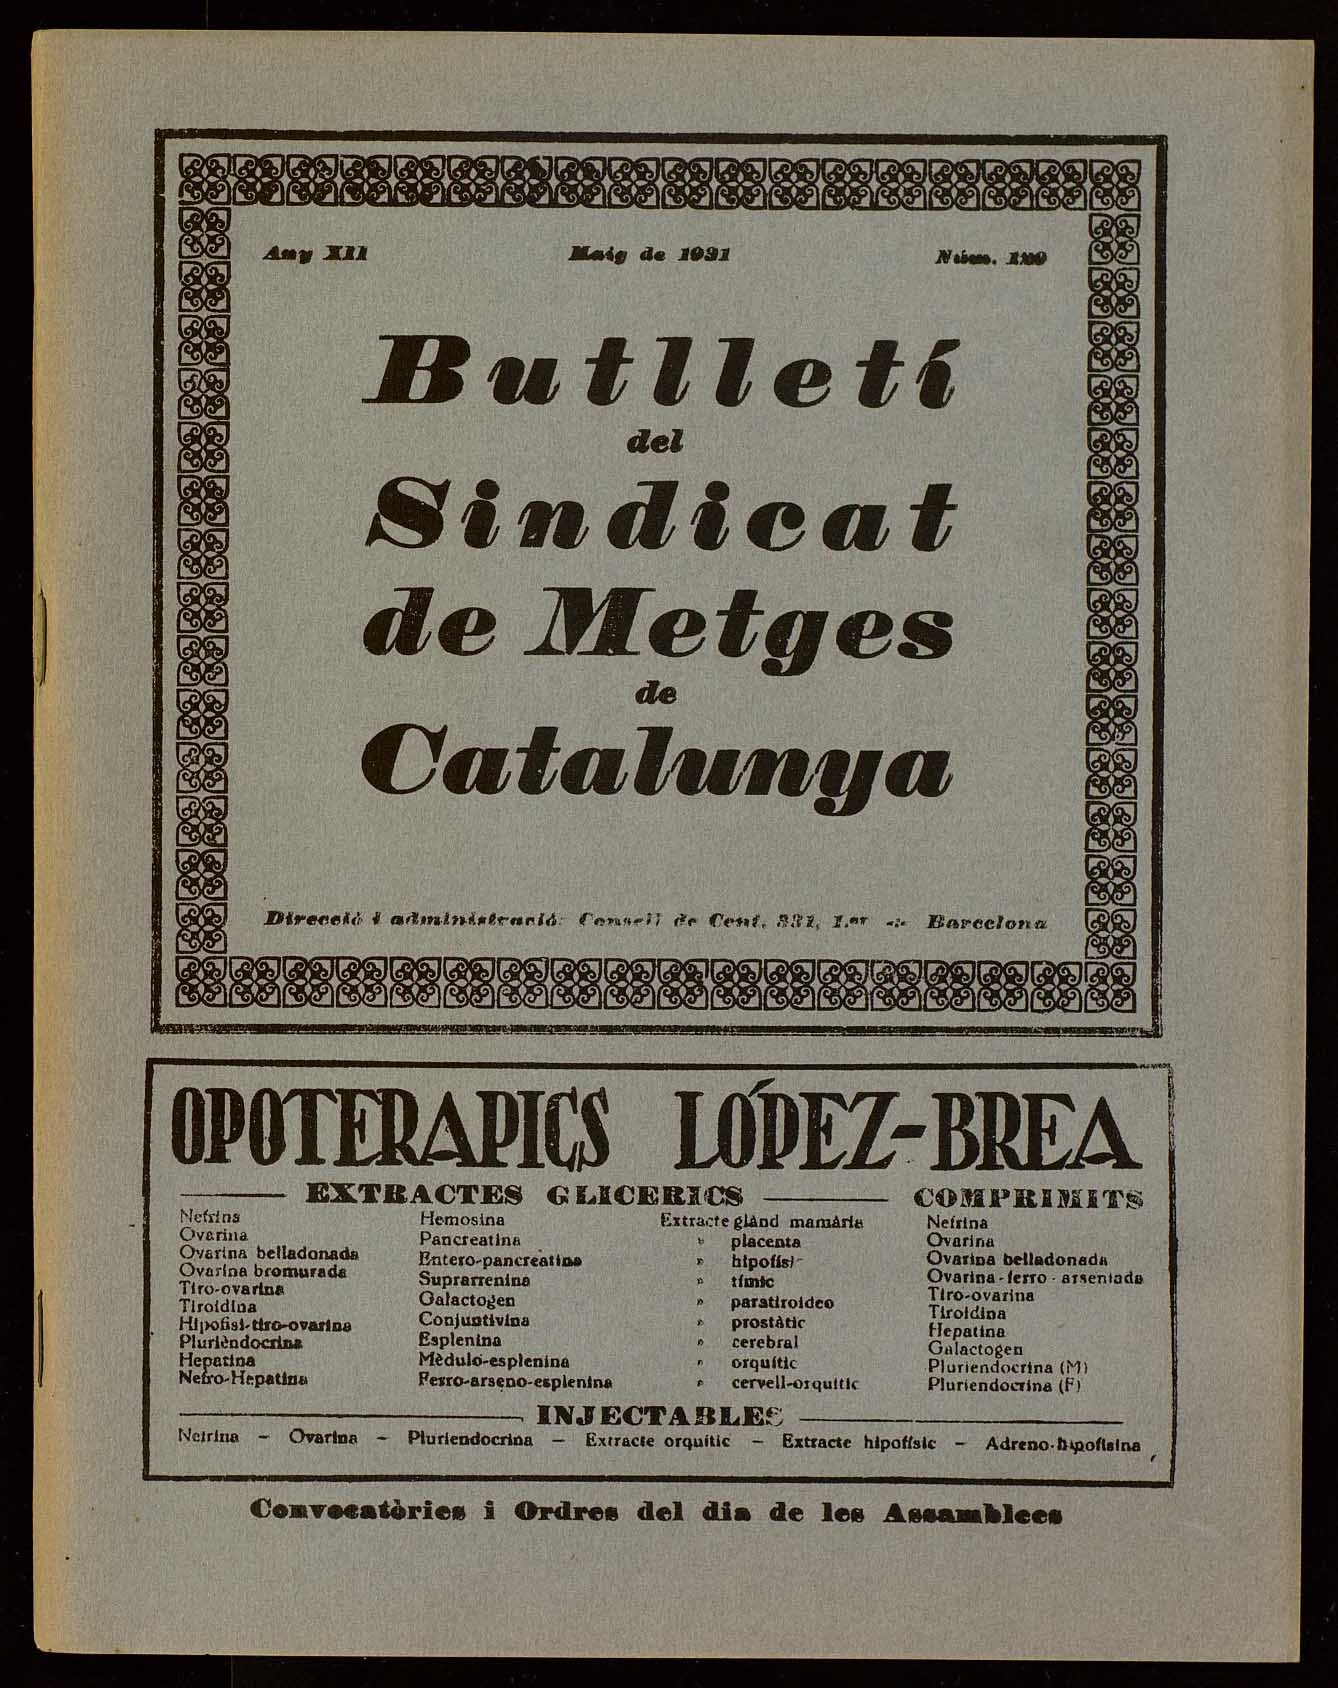 Any XII Maig de 1931 Núm.
Butlletí
del
Sindicat
de Metges
de
Catalunya
Direcció i administració: Consell de Cent, 331, 1.er -:- Barcelona
OPOTERAPICS LÓPEZ-BREA
EXTRACTES GLICERICS
Nefrina
Ovarina
Ovarina belladonada
Ovarina bromurada
Tiro-ovarina
Tiroidina
Hipofisi-tiro-ovarina
Plurièndocrina
Hepatina
Nefro-Hepatina
Hemosina
Pancreatina
Entero-pancreàtina
Suprarrenina
Galactogen
Conjuntivina
Esplenina
Mèdulo-esplenina
Ferro-arseno-esplenina
Extracte glànd mamària
» placenta
» hipofisi
» tímic
» paratiroideo
» prostàtic
» cerebral
» orquític
» cervell-orquític
COMPRIMITS
Nefrina
Ovarina
Ovarina belladonada
Ovarina-ferro-arseniada
Tiro-ovarina
Tiroidina
Hepatina
Galactogen
Pluriendocrina (M)
Pluriendocrina (F)
INJECTABLES
Nefrina – Ovarina – Pluriendocrina – Extracte orquític – Extracte hipofísic – Adreno-hipofisina
Convocatòries i Ordres del dia de les Assamblees